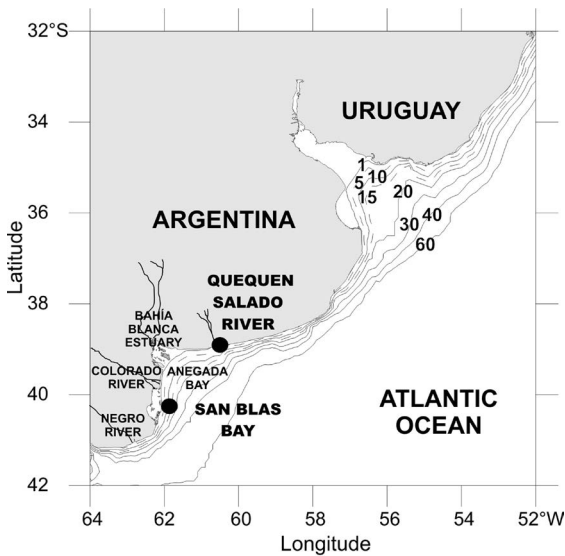 32°S
34
36
38
40
42
Latitude
URUGUAY
1
5
10
15
20
30
40
60
ARGENTINA
QUEQUEN
SALADO
RIVER
BAHÍA
BLANCA
ESTUARY
COLORADO
RIVER
ANEGADA
BAY
SAN BLAS
BAY
NEGRO
RIVER
ATLANTIC
OCEAN
64
62
60
58
56
54
52°W
Longitude